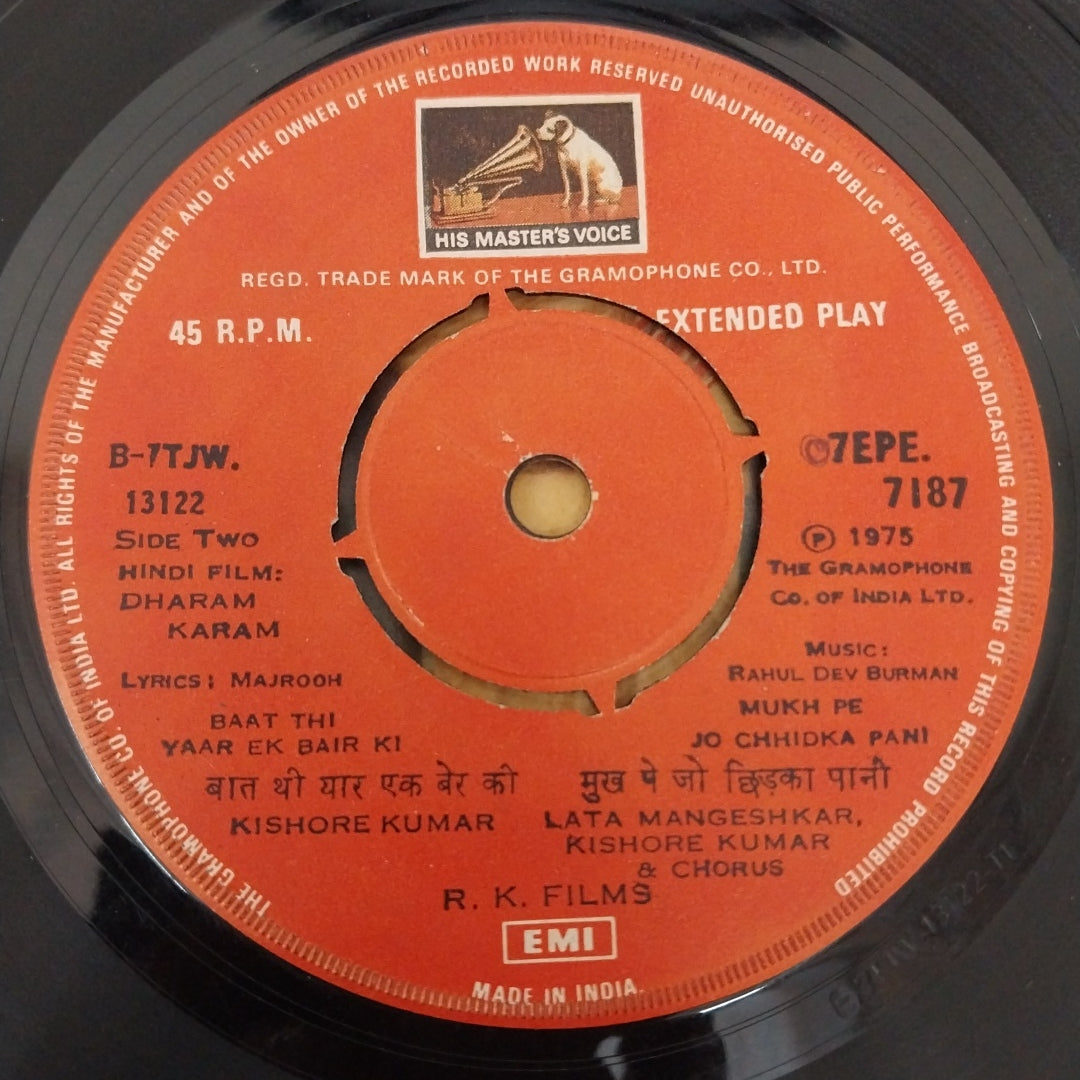 THE GRAMOPHONE CO. OF INDIA LTD. ALL RIGHTS OF THE MANUFACTURER AND OF THE OWNER OF THE RECORDED WORK RESERVED UNAUTHORISED PUBLIC PERFORMANCE BROADCASTING AND COPYING OF THIS RECORD PROHIBITED
HIS MASTER'S VOICE
REGD. TRADE MARK OF THE GRAMOPHONE CO., LTD.
45 R.P.M.
EXTENDED PLAY
B-7TJW.
13122
SIDE TWO
HINDI FILM:
DHARAM
KARAM
LYRICS: MAJROOH
7EPE.
7187
℗ 1975
THE GRAMOPHONE
CO. OF INDIA LTD.
MUSIC:
RAHUL DEV BURMAN
BAAT THI
YAAR EK BAIR KI
बात थी यार एक बेर की
KISHORE KUMAR
MUKH PE
JO CHHIDKA PANI
मुख पे जो छिड़का पानी
LATA MANGESHKAR,
KISHORE KUMAR
& CHORUS
R. K. FILMS
EMI
MADE IN INDIA